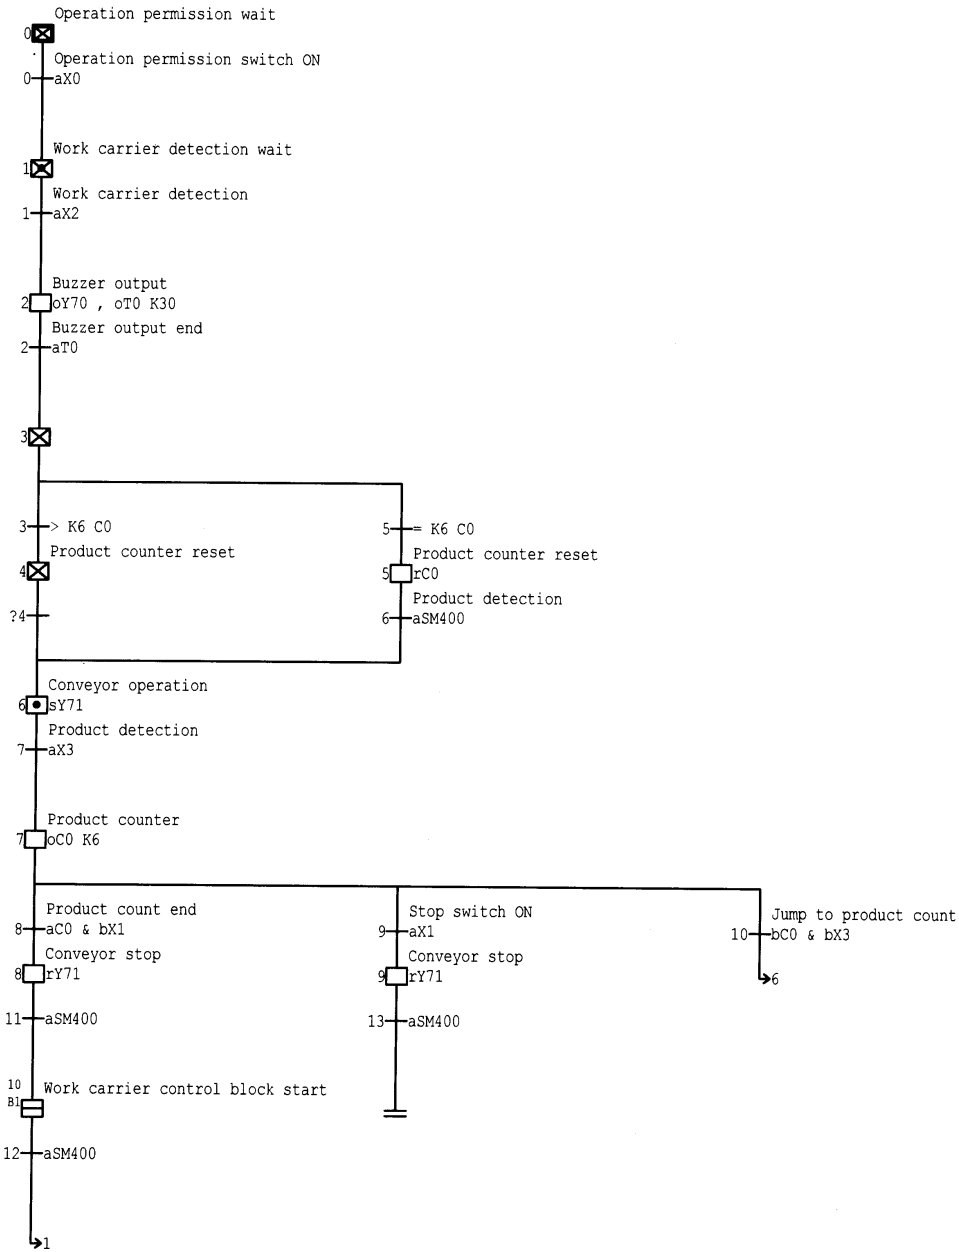 Operation permission wait
0
Operation permission switch ON
0 aX0
Work carrier detection wait
1
Work carrier detection
1 aX2
Buzzer output
2 oY70 , oT0 K30
Buzzer output end
2 aT0
3
3 > K6 C0
5 = K6 C0
Product counter reset
4
Product counter reset
5 rC0
?4
Product detection
6 aSM400
Conveyor operation
6 sY71
Product detection
7 aX3
Product counter
7 oC0 K6
Product count end
8 aC0 & bX1
Stop switch ON
9 aX1
Jump to product count
10 bC0 & bX3
Conveyor stop
8 rY71
Conveyor stop
9 rY71
6
11 aSM400
13 aSM400
10
B1
Work carrier control block start
12 aSM400
1